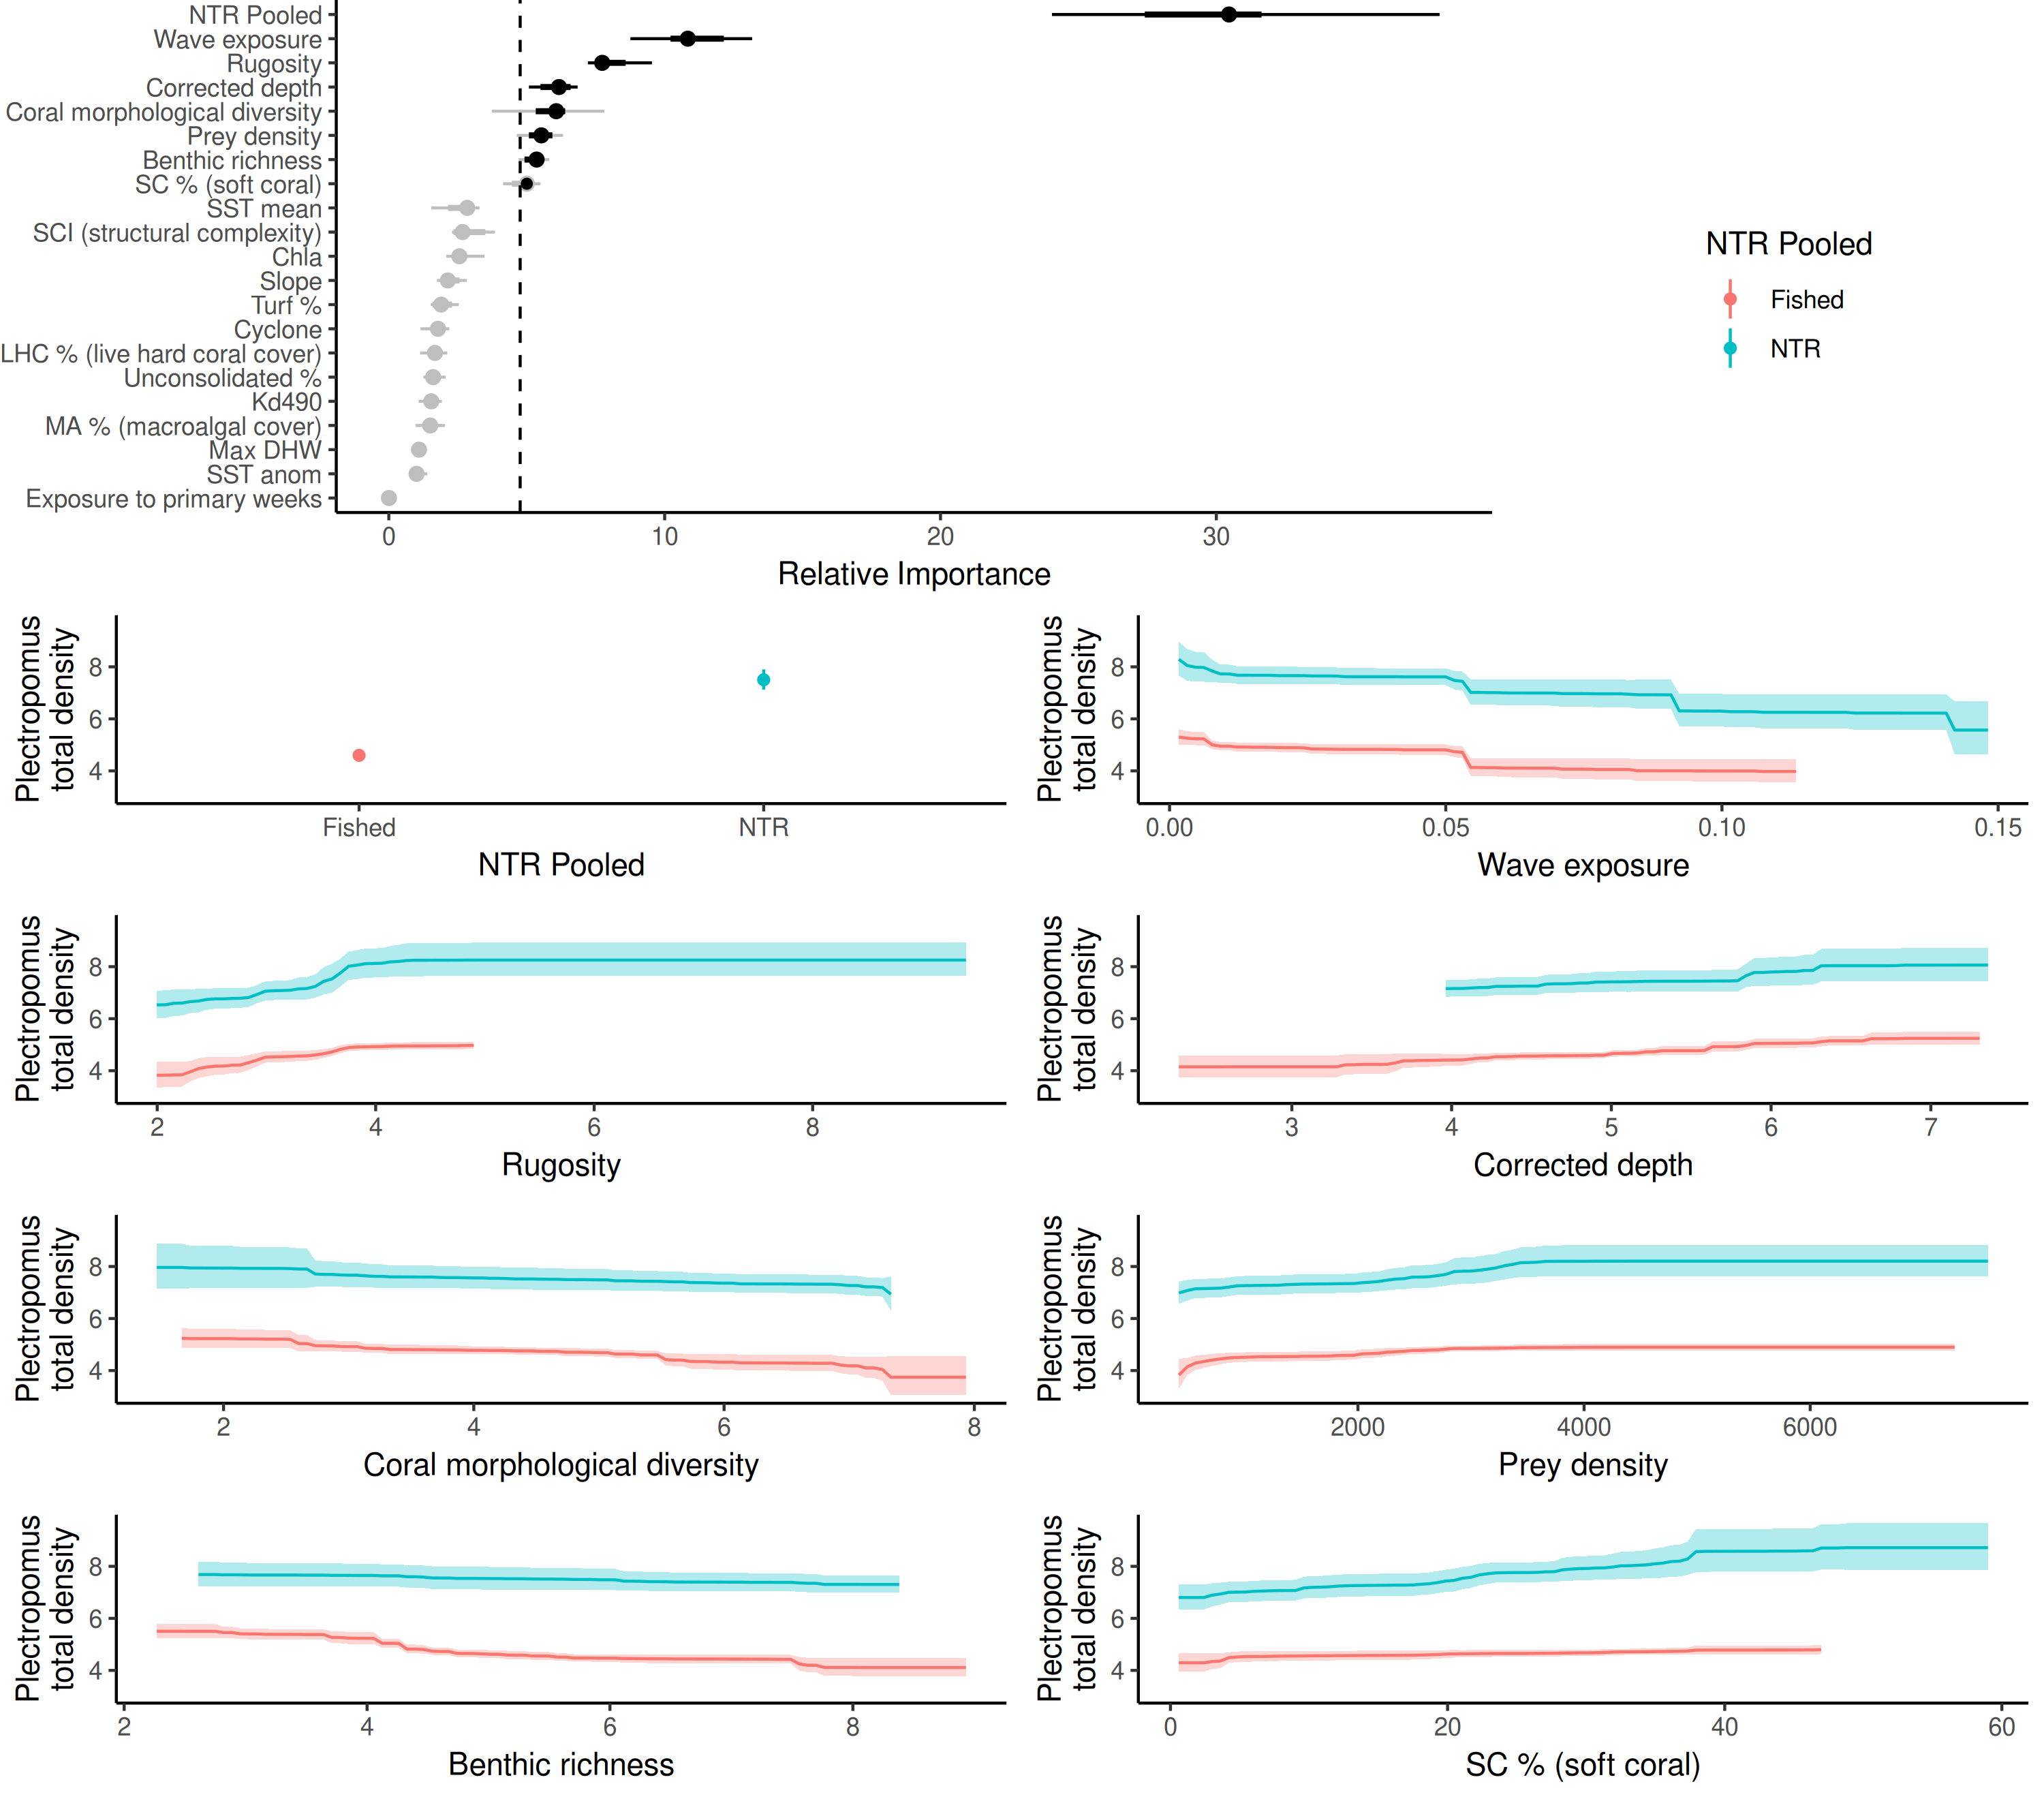 NTR Pooled
Wave exposure
Rugosity
Corrected depth
Coral morphological diversity
Prey density
Benthic richness
SC % (soft coral)
SST mean
SCI (structural complexity)
Chla
Slope
Turf %
Cyclone
LHC % (live hard coral cover)
Unconsolidated %
Kd490
MA % (macroalgal cover)
Max DHW
SST anom
Exposure to primary weeks
0 10 20 30
Relative Importance
NTR Pooled
Fished
NTR
Plectropomus
total density
8
6
4
Fished NTR
NTR Pooled
Plectropomus
total density
8
6
4
0.00 0.05 0.10 0.15
Wave exposure
Plectropomus
total density
8
6
4
2 4 6 8
Rugosity
Plectropomus
total density
8
6
4
3 4 5 6 7
Corrected depth
Plectropomus
total density
8
6
4
2 4 6 8
Coral morphological diversity
Plectropomus
total density
8
6
4
2000 4000 6000
Prey density
Plectropomus
total density
8
6
4
2 4 6 8
Benthic richness
Plectropomus
total density
8
6
4
0 20 40 60
SC % (soft coral)